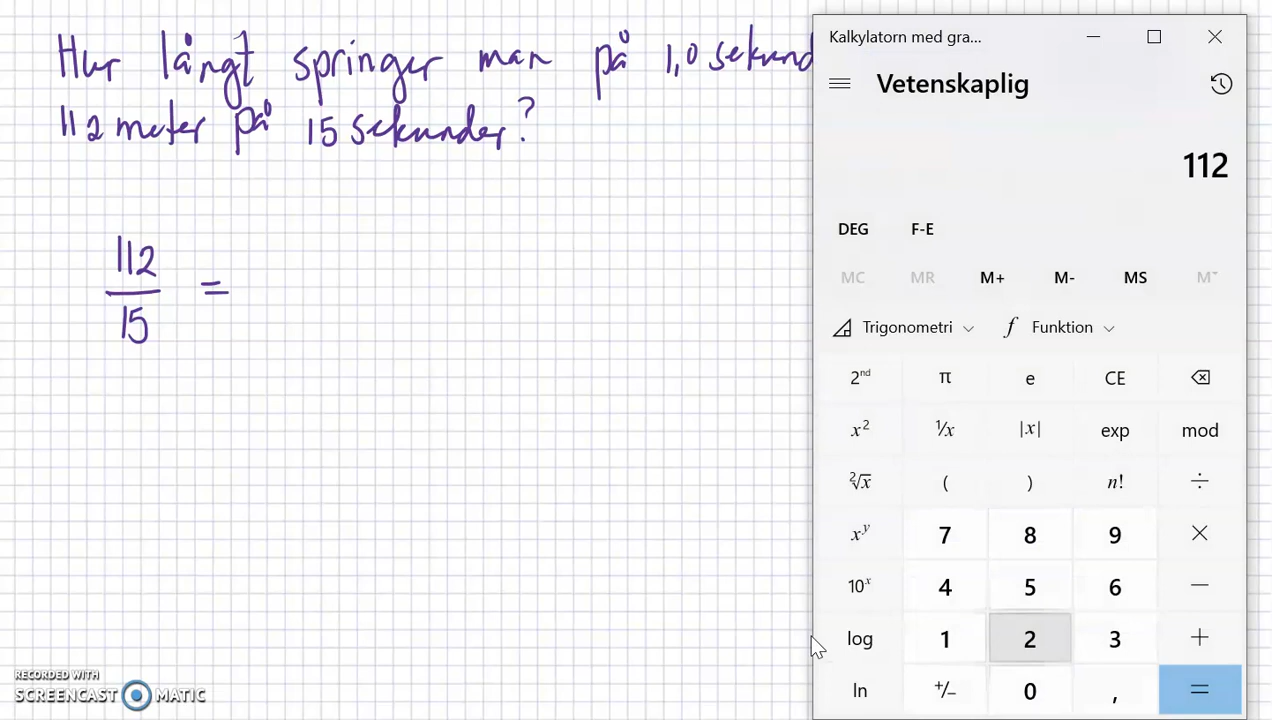 Hur långt springer man på 1,0 sekund
112 meter på 15 sekunder?
112
15
=
Kalkylatorn med gra...
Vetenskaplig
112
DEG F-E
MC MR M+ M- MS M˅
Trigonometri f Funktion
2nd π e CE
x² ¹/x |x| exp mod
²√x ( ) n! ÷
xʸ 7 8 9 ×
10ˣ 4 5 6 −
log 1 2 3 +
ln +/− 0 , =
RECORDED WITH
SCREENCAST MATIC